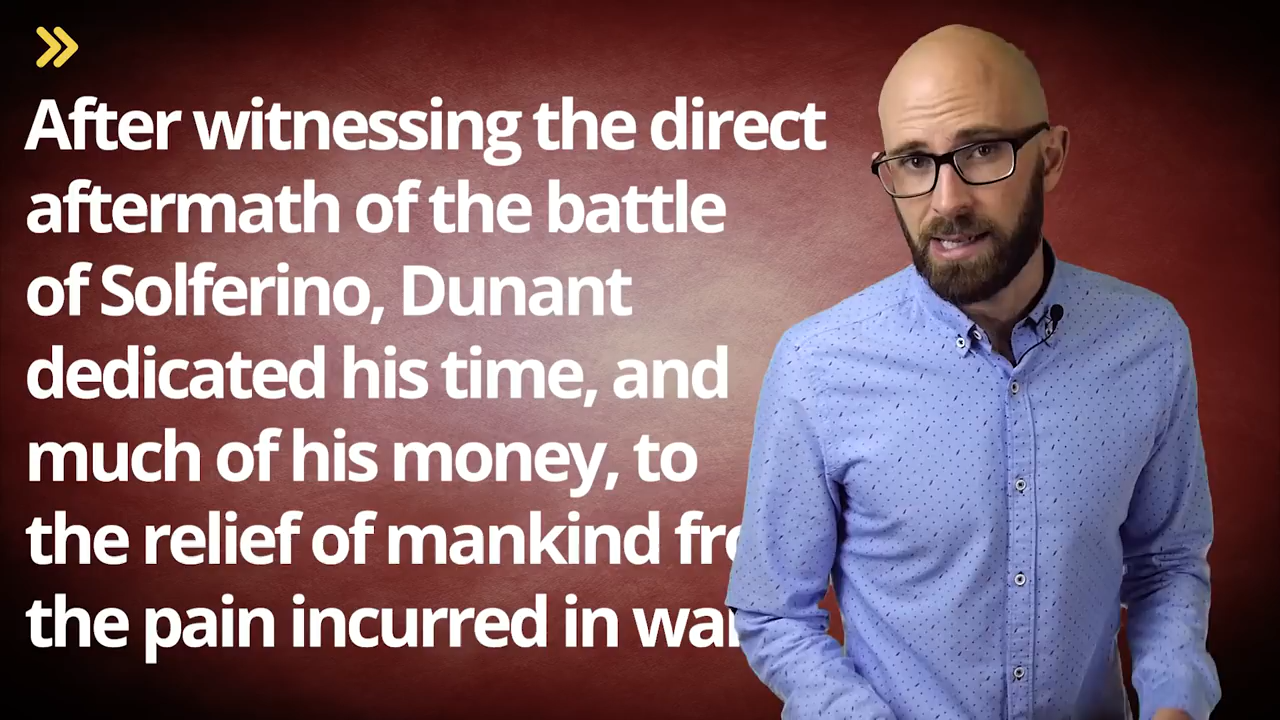 After witnessing the direct
aftermath of the battle
of Solferino, Dunant
dedicated his time, and
much of his money, to
the relief of mankind
the pain incurred in